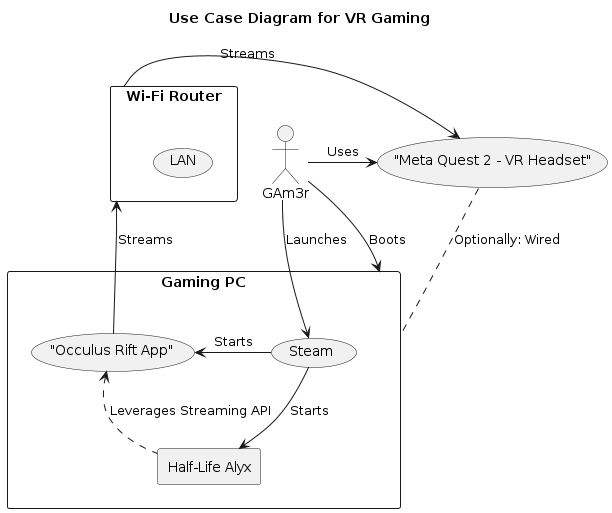 Use Case Diagram for VR Gaming
Streams
Wi-Fi Router
LAN
GAm3r
Uses
"Meta Quest 2 - VR Headset"
Streams
Launches
Boots
Optionally: Wired
Gaming PC
"Occulus Rift App"
Starts
Steam
Leverages Streaming API
Starts
Half-Life Alyx